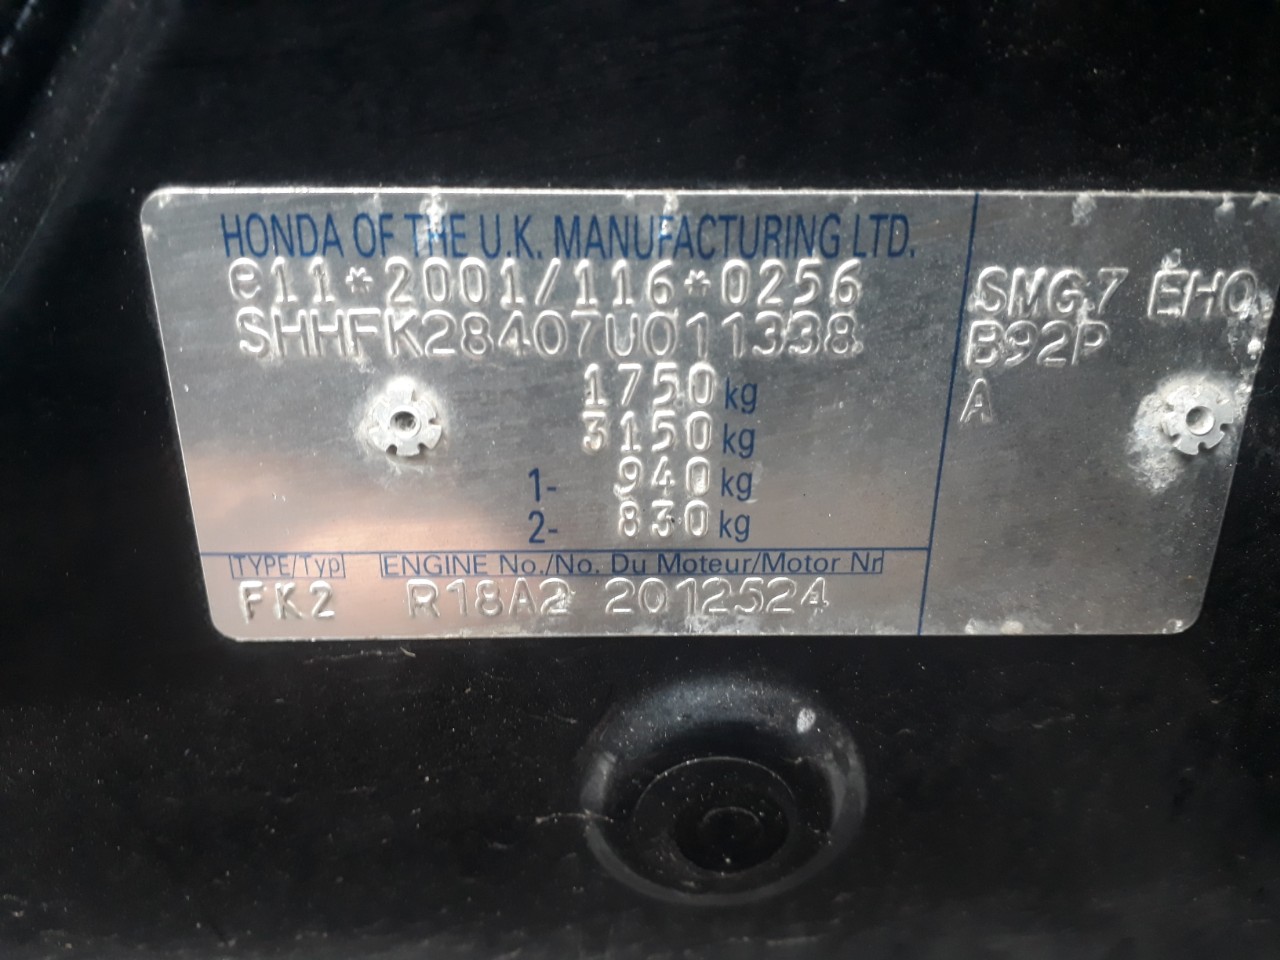 HONDA OF THE U.K. MANUFACTURING LTD.
e11*2001/116*0256
SHHFK28407U011338
1750 kg
3150 kg
1- 940 kg
2- 830 kg
TYPE/Typ ENGINE No./No. Du Moteur/Motor Nr
FK2 R18A2 2012524
SMG7 EHQ
B92P
A